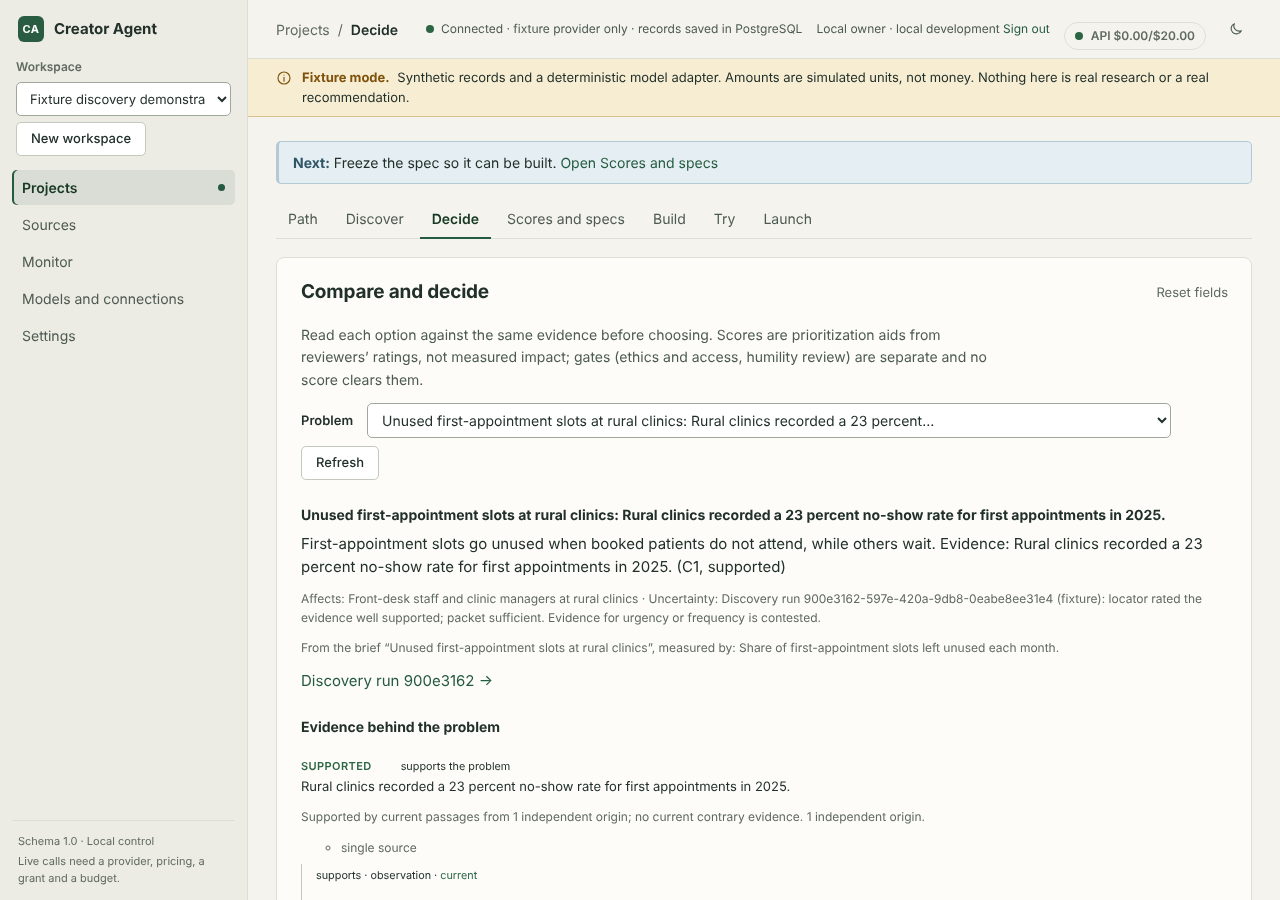 CA Creator Agent
Workspace
Fixture discovery demonstra
New workspace
Projects
Sources
Monitor
Models and connections
Settings
Schema 1.0 · Local control
Live calls need a provider, pricing, a
grant and a budget.
Projects / Decide
Connected · fixture provider only · records saved in PostgreSQL
Local owner · local development Sign out
API $0.00/$20.00
Fixture mode. Synthetic records and a deterministic model adapter. Amounts are simulated units, not money. Nothing here is real research or a real
recommendation.
Next: Freeze the spec so it can be built. Open Scores and specs
Path Discover Decide Scores and specs Build Try Launch
Compare and decide
Reset fields
Read each option against the same evidence before choosing. Scores are prioritization aids from
reviewers’ ratings, not measured impact; gates (ethics and access, humility review) are separate and no
score clears them.
Problem Unused first-appointment slots at rural clinics: Rural clinics recorded a 23 percent...
Refresh
Unused first-appointment slots at rural clinics: Rural clinics recorded a 23 percent no-show rate for first appointments in 2025.
First-appointment slots go unused when booked patients do not attend, while others wait. Evidence: Rural clinics recorded a 23
percent no-show rate for first appointments in 2025. (C1, supported)
Affects: Front-desk staff and clinic managers at rural clinics · Uncertainty: Discovery run 900e3162-597e-420a-9db8-0eabe8ee31e4 (fixture): locator rated the
evidence well supported; packet sufficient. Evidence for urgency or frequency is contested.
From the brief “Unused first-appointment slots at rural clinics”, measured by: Share of first-appointment slots left unused each month.
Discovery run 900e3162 →
Evidence behind the problem
SUPPORTED supports the problem
Rural clinics recorded a 23 percent no-show rate for first appointments in 2025.
Supported by current passages from 1 independent origin; no current contrary evidence. 1 independent origin.
single source
supports · observation · current